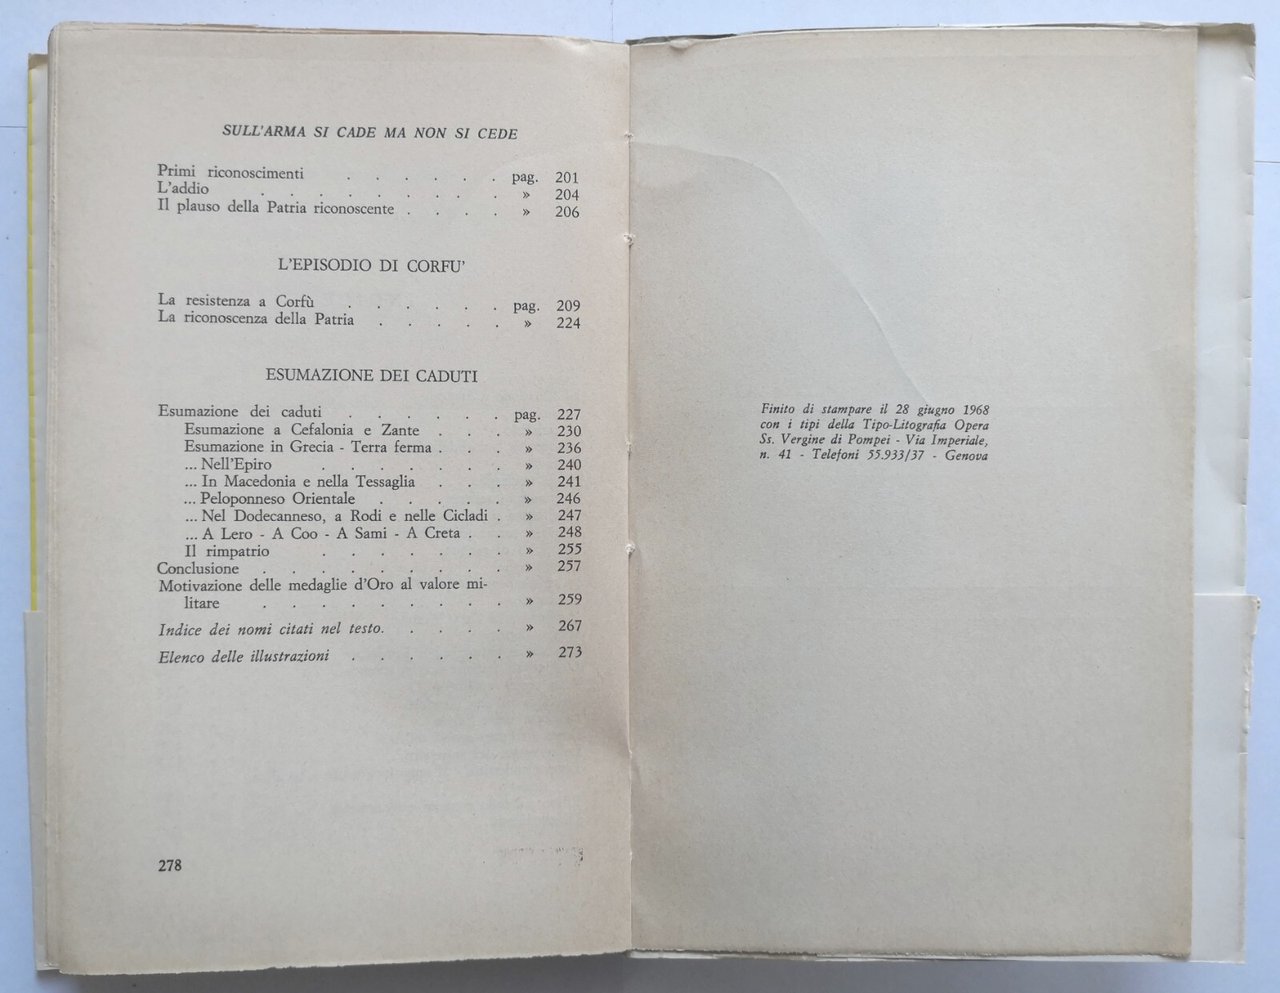 SULL'ARMA SI CADE MA NON SI CEDE
Primi riconoscimenti . . . . . . pag. 201
L'addio . . . . . . . . . » 204
Il plauso della Patria riconoscente . . . . » 206
L'EPISODIO DI CORFU'
La resistenza a Corfù . . . . . . pag. 209
La riconoscenza della Patria . . . . . » 224
ESUMAZIONE DEI CADUTI
Esumazione dei caduti . . . . . . pag. 227
Esumazione a Cefalonia e Zante . . . » 230
Esumazione in Grecia - Terra ferma . . . » 236
... Nell'Epiro . . . . . . . » 240
... In Macedonia e nella Tessaglia . . . » 241
... Peloponneso Orientale . . . . . » 246
... Nel Dodecanneso, a Rodi e nelle Cicladi . » 247
... A Lero - A Coo - A Sami - A Creta . . » 248
Il rimpatrio . . . . . . . » 255
Conclusione . . . . . . . . . » 257
Motivazione delle medaglie d'Oro al valore mi-
litare . . . . . . . . . » 259
Indice dei nomi citati nel testo. . . . . » 267
Elenco delle illustrazioni . . . . . . » 273
278
Finito di stampare il 28 giugno 1968
con i tipi della Tipo-Litografia Opera
Ss. Vergine di Pompei - Via Imperiale,
n. 41 - Telefoni 55.933/37 - Genova